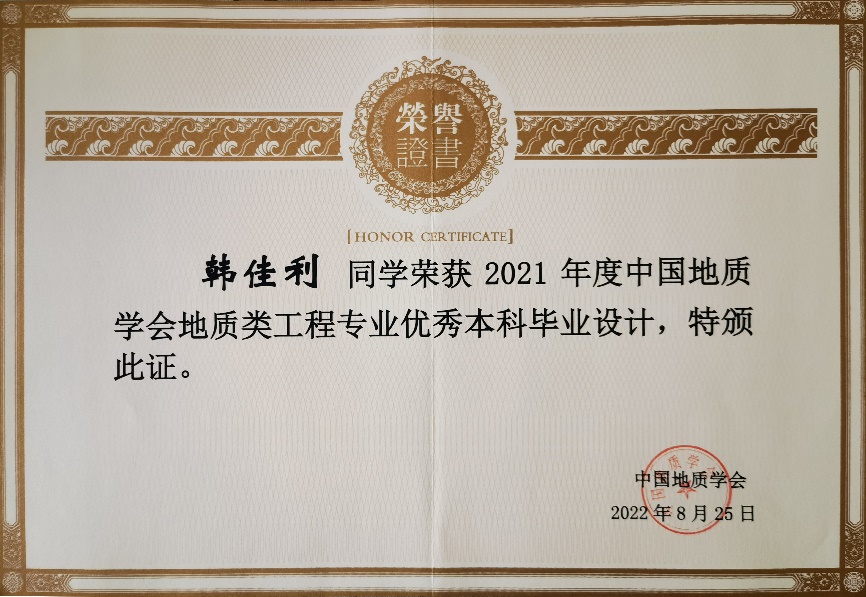 榮譽
證書
[HONOR CERTIFICATE]
韩佳利 同学荣获 2021 年度中国地质
学会地质类工程专业优秀本科毕业设计，特颁
此证。
中国地质学会
2022 年 8 月 25 日